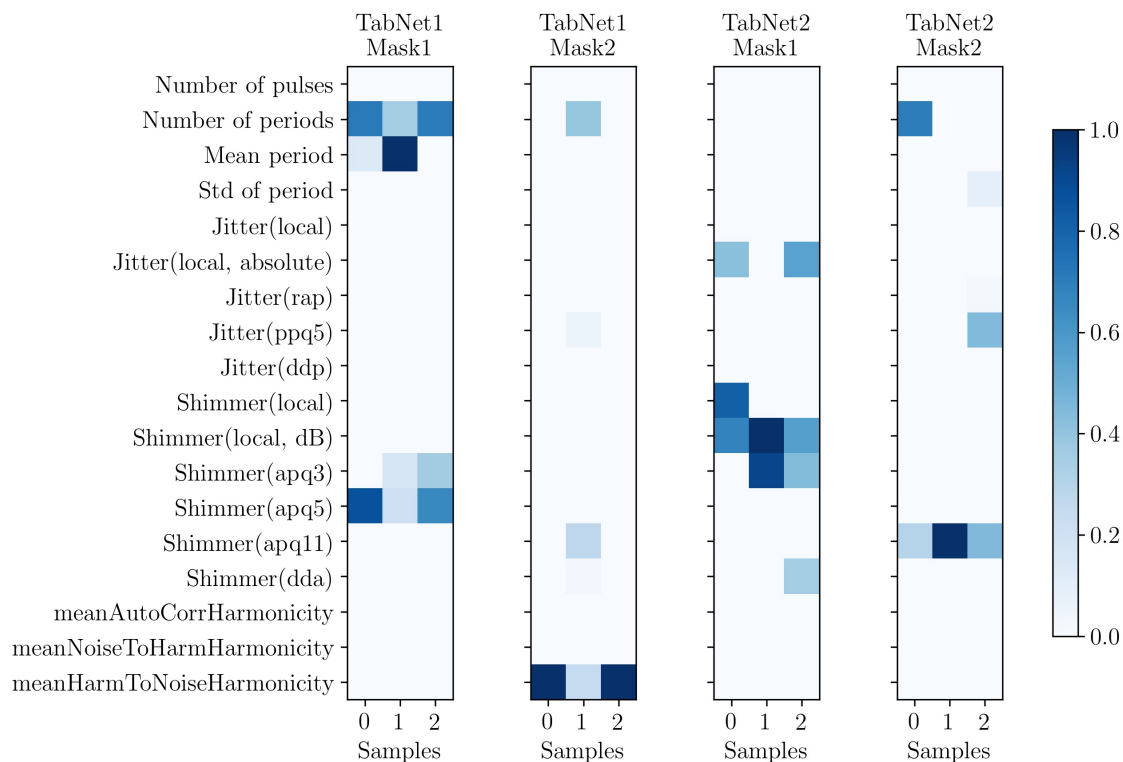 TabNet1
Mask1
TabNet1
Mask2
TabNet2
Mask1
TabNet2
Mask2
Number of pulses
Number of periods
Mean period
Std of period
Jitter(local)
Jitter(local, absolute)
Jitter(rap)
Jitter(ppq5)
Jitter(ddp)
Shimmer(local)
Shimmer(local, dB)
Shimmer(apq3)
Shimmer(apq5)
Shimmer(apq11)
Shimmer(dda)
meanAutoCorrHarmonicity
meanNoiseToHarmHarmonicity
meanHarmToNoiseHarmonicity
0 1 2
Samples
0 1 2
Samples
0 1 2
Samples
0 1 2
Samples
1.0
0.8
0.6
0.4
0.2
0.0